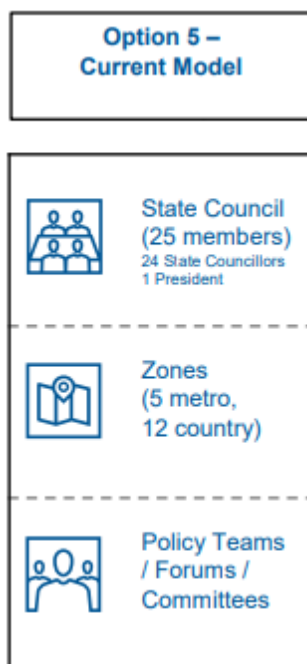 Option 5 –
Current Model
State Council
(25 members)
24 State Councillors
1 President
Zones
(5 metro,
12 country)
Policy Teams
/ Forums /
Committees